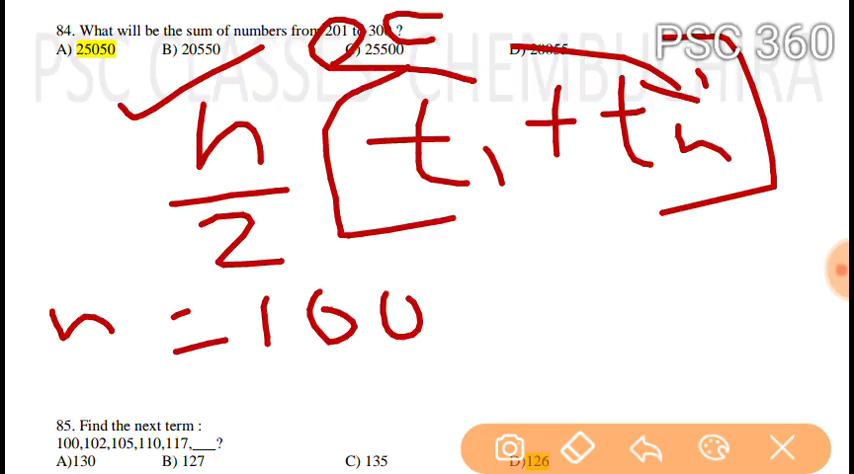 84. What will be the sum of numbers from 201 to 300 ?
A) 25050 B) 20550 C) 25500 D) 20055
PSC 360
PSC CLASSES CHEMBU
n/2 [t1 + tn]
n = 100
85. Find the next term :
100,102,105,110,117,___?
A)130 B) 127 C) 135 D)126